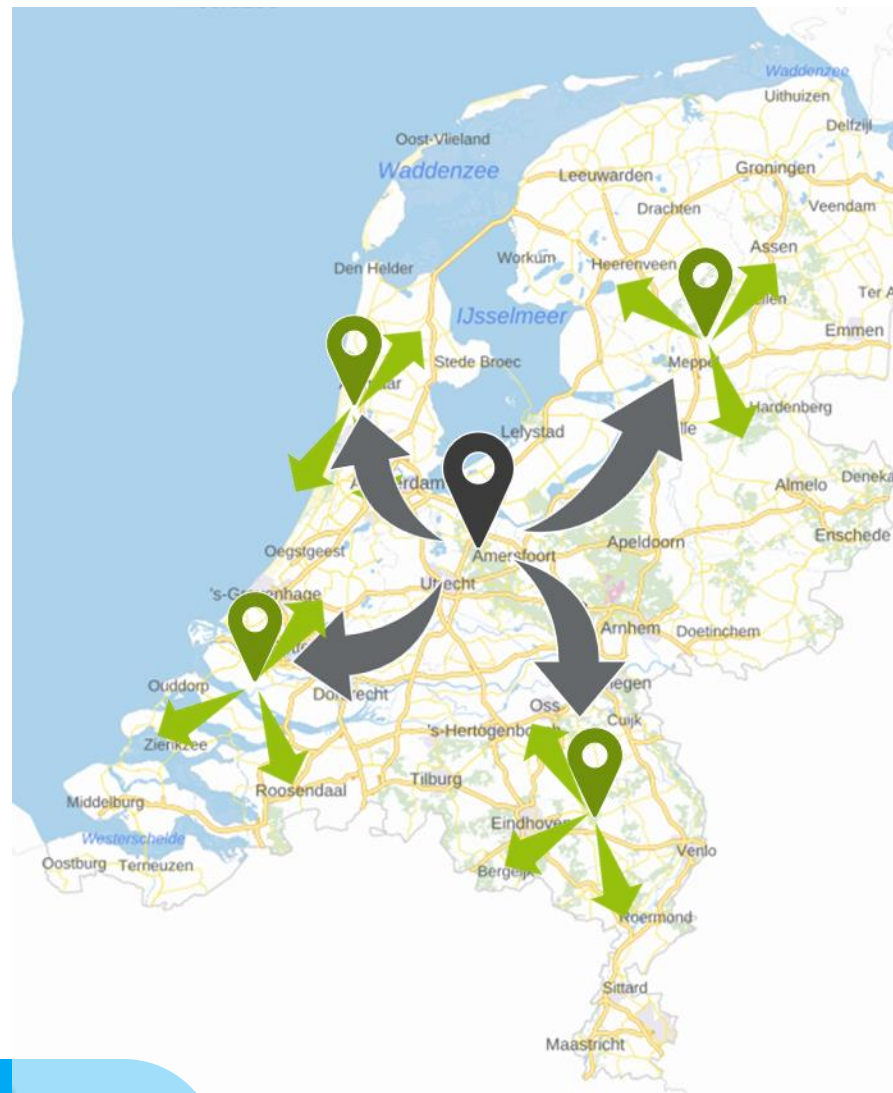 Waddenzee
Uithuizen
Delfzijl
Oost-Vlieland
Waddenzee
Leeuwarden
Groningen
Drachten
Veendam
Assen
Workum
Heerenveen
Den Helder
IJsselmeer
Emmen
Stede Broec
Meppel
Hardenberg
Lelystad
Almelo
Enschede
Oegstgeest
Amersfoort
Apeldoorn
Utrecht
Arnhem
Doetinchem
Ouddorp
Oss
Cuijk
Zierikzee
Tilburg
Roosendaal
Middelburg
Eindhoven
Westerschelde
Venlo
Oostburg
Terneuzen
Roermond
Sittard
Maastricht